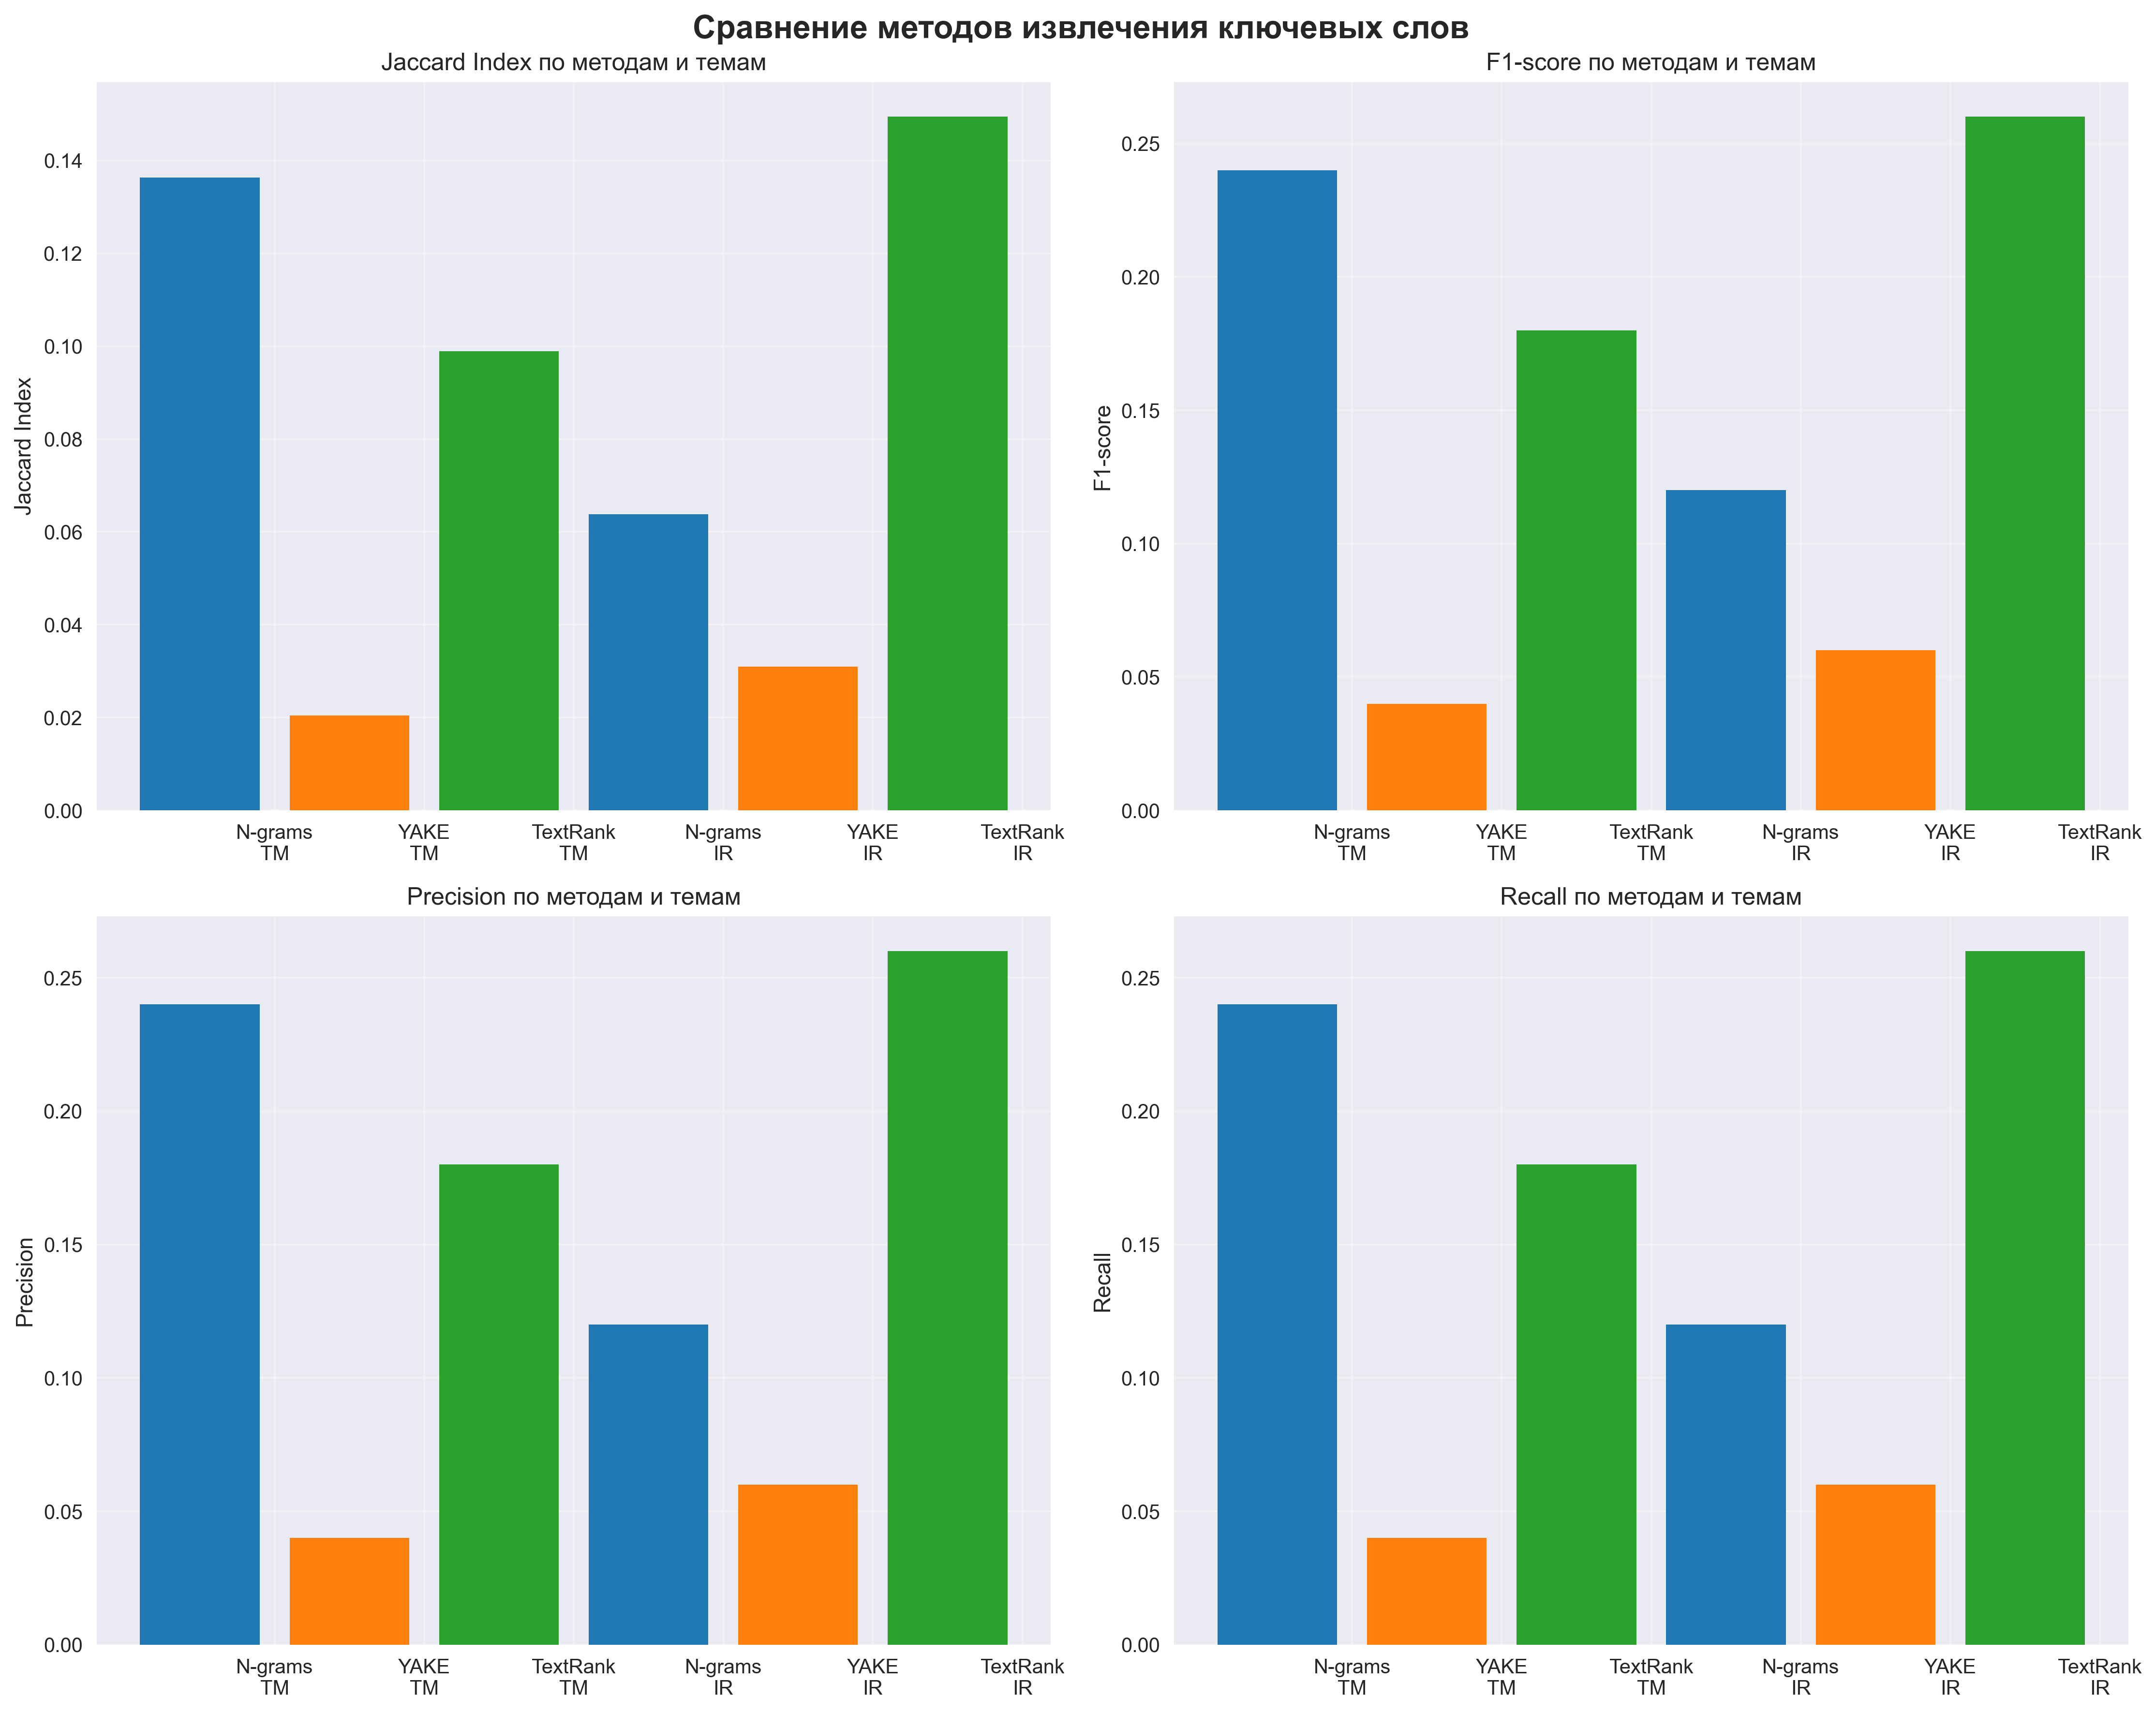 Сравнение методов извлечения ключевых слов
Jaccard Index по методам и темам
Jaccard Index
0.14
0.12
0.10
0.08
0.06
0.04
0.02
0.00
N-grams YAKE TextRank N-grams YAKE TextRank
TM TM TM IR IR IR
F1-score по методам и темам
F1-score
0.25
0.20
0.15
0.10
0.05
0.00
N-grams YAKE TextRank N-grams YAKE TextRank
TM TM TM IR IR IR
Precision по методам и темам
Precision
0.25
0.20
0.15
0.10
0.05
0.00
N-grams YAKE TextRank N-grams YAKE TextRank
TM TM TM IR IR IR
Recall по методам и темам
Recall
0.25
0.20
0.15
0.10
0.05
0.00
N-grams YAKE TextRank N-grams YAKE TextRank
TM TM TM IR IR IR